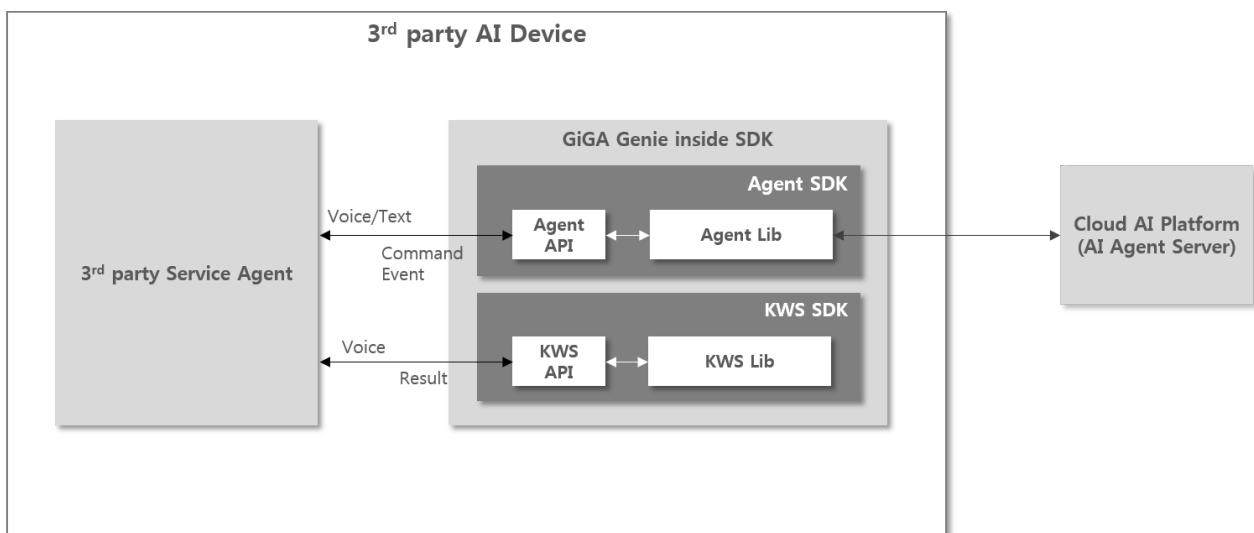 3rd party AI Device
GiGA Genie inside SDK
Agent SDK
Voice/Text
Agent
API
Agent Lib
Command
Event
3rd party Service Agent
Cloud AI Platform
(AI Agent Server)
KWS SDK
Voice
KWS
API
KWS Lib
Result